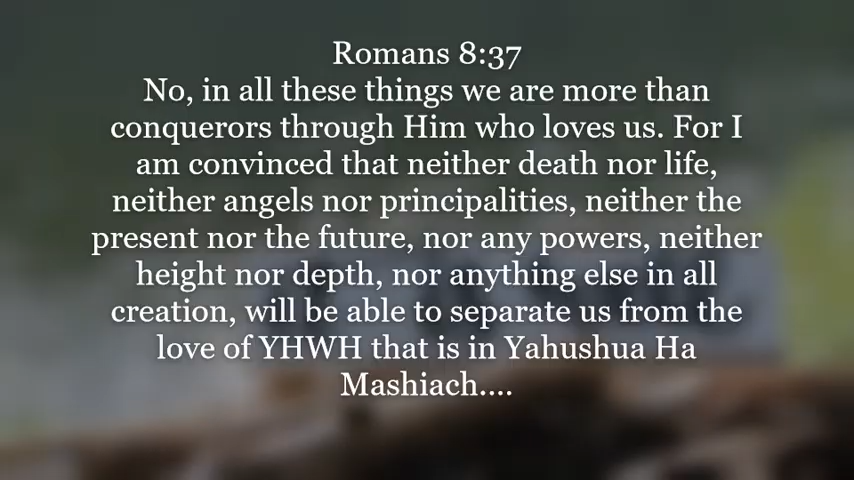 Romans 8:37
No, in all these things we are more than
conquerors through Him who loves us. For I
am convinced that neither death nor life,
neither angels nor principalities, neither the
present nor the future, nor any powers, neither
height nor depth, nor anything else in all
creation, will be able to separate us from the
love of YHWH that is in Yahushua Ha
Mashiach....